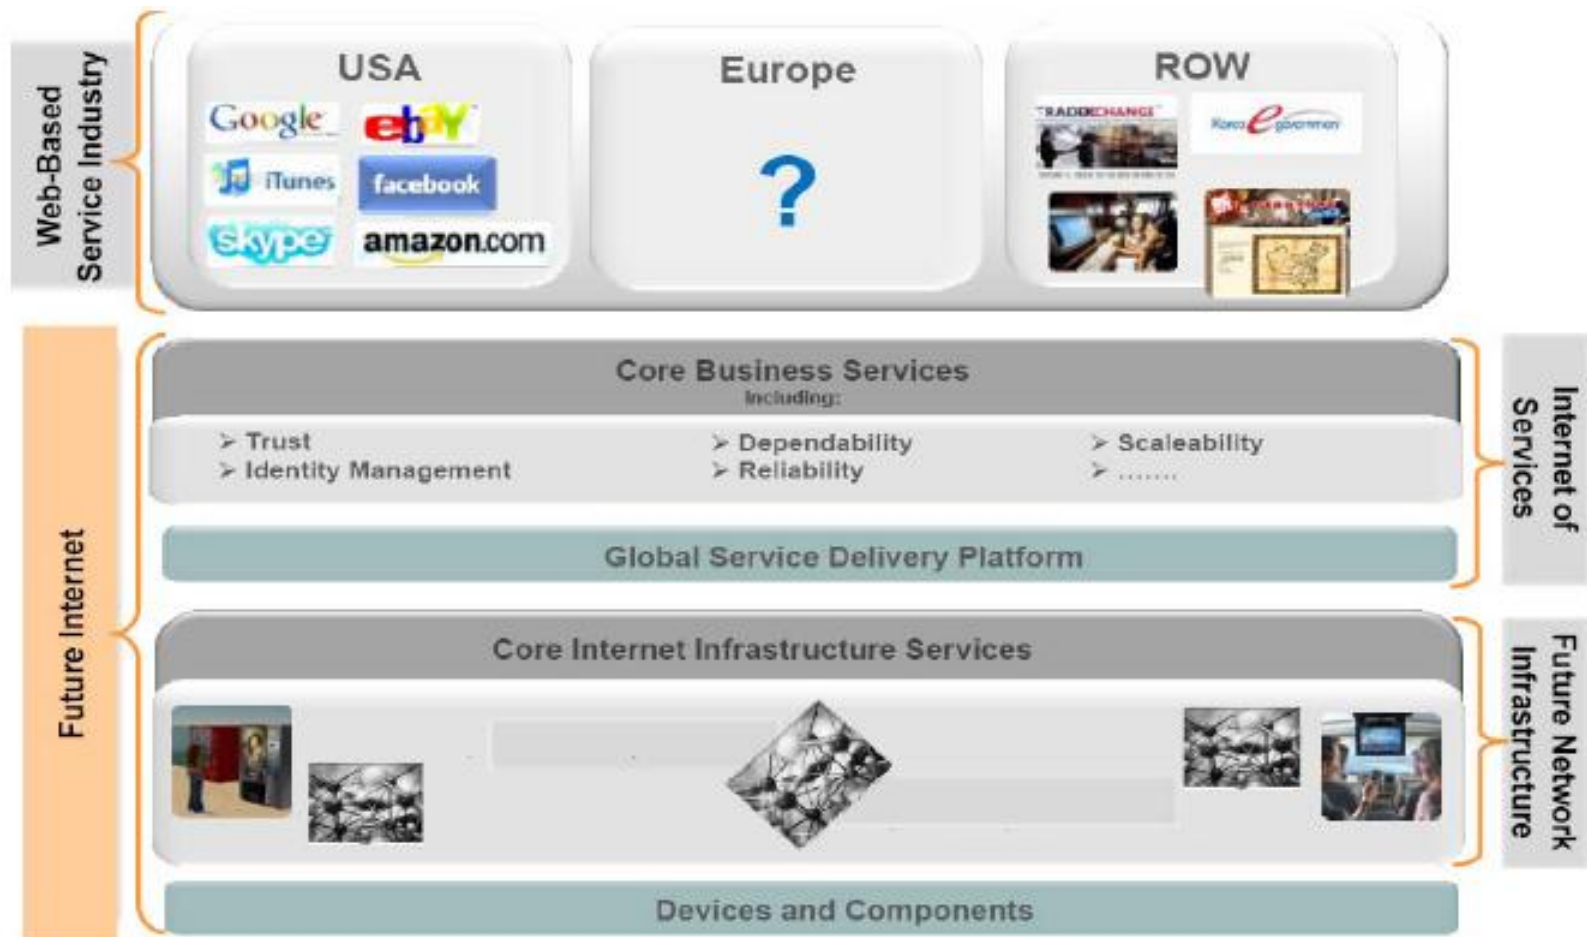 Web-Based
Service Industry
USA
Google
ebaY
iTunes
facebook
skype
amazon.com
Europe
?
ROW
Korea e government
Future Internet
Core Business Services
Including:
➢ Trust
➢ Identity Management
➢ Dependability
➢ Reliability
➢ Scaleability
➢ .......
Global Service Delivery Platform
Internet of
Services
Core Internet Infrastructure Services
Future Network
Infrastructure
Devices and Components